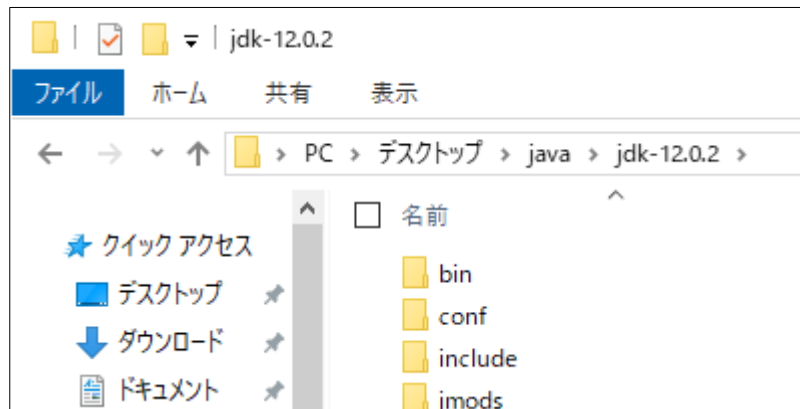 jdk-12.0.2
ファイル ホーム 共有 表示
PC デスクトップ java jdk-12.0.2
名前
クイック アクセス
bin
デスクトップ
conf
ダウンロード
include
ドキュメント
jmods